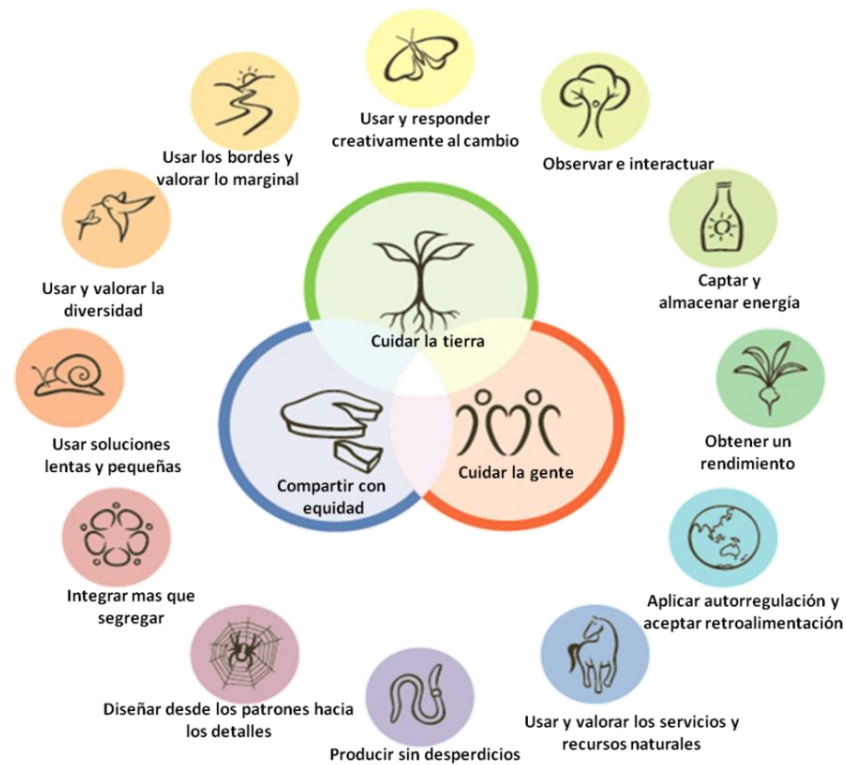 Usar y responder
creativamente al cambio
Observar e interactuar
Captar y
almacenar energía
Obtener un
rendimiento
Aplicar autorregulación y
aceptar retroalimentación
Usar y valorar los servicios y
recursos naturales
Producir sin desperdicios
Diseñar desde los patrones hacia
los detalles
Integrar mas que
segregar
Usar soluciones
lentas y pequeñas
Usar y valorar la
diversidad
Usar los bordes y
valorar lo marginal
Cuidar la tierra
Cuidar la gente
Compartir con
equidad